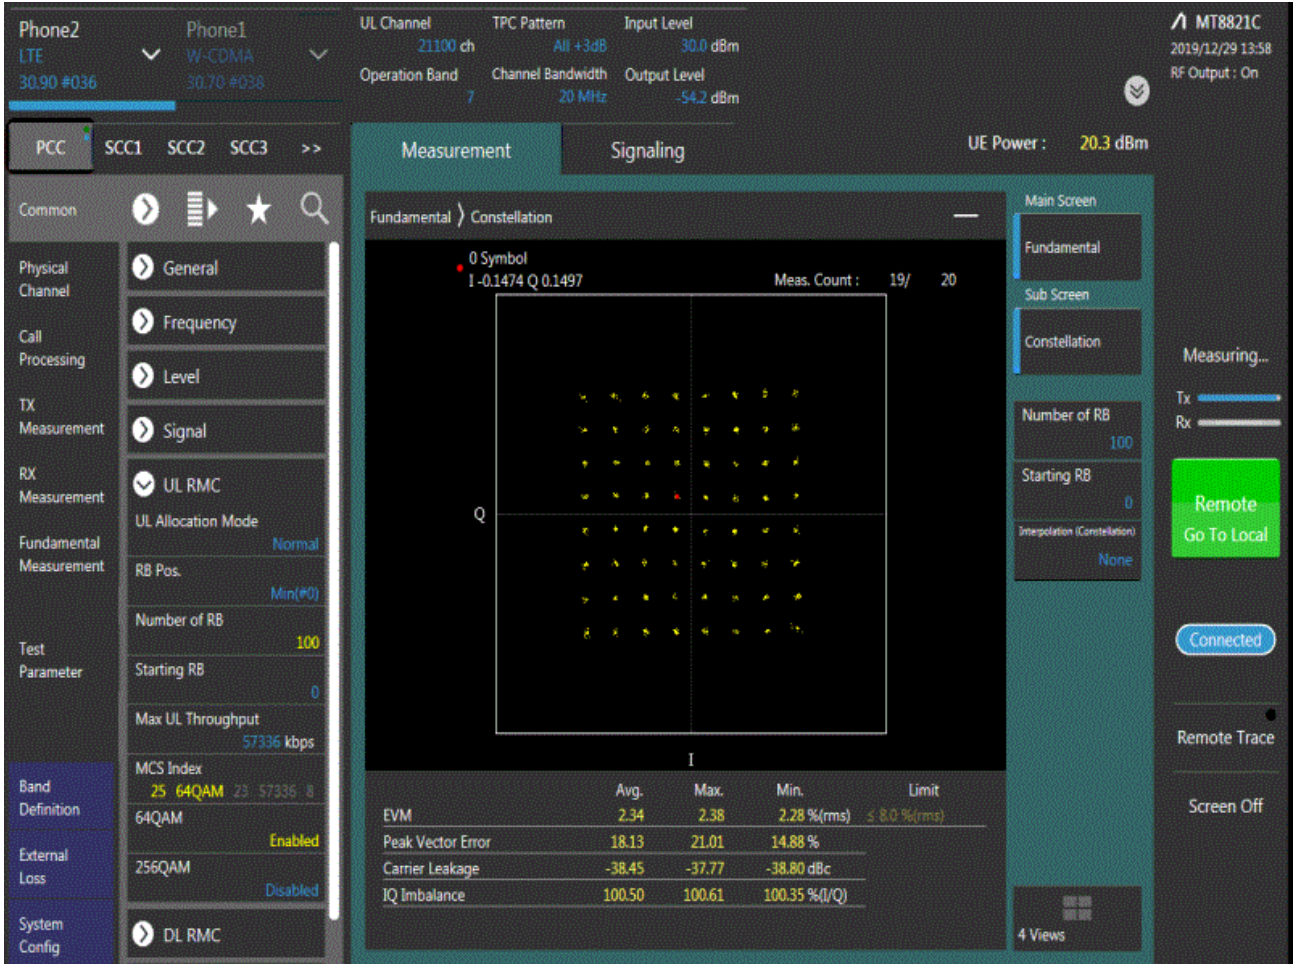 Phone2
LTE
30.90 #036
Phone1
W-CDMA
30.70 #038
UL Channel
21100 ch
TPC Pattern
All +3dB
Input Level
30.0 dBm
Operation Band
7
Channel Bandwidth
20 MHz
Output Level
-54.2 dBm
MT8821C
2019/12/29 13:58
RF Output : On
PCC SCC1 SCC2 SCC3 >>
Measurement
Signaling
UE Power : 20.3 dBm
Common
Physical
Channel
Call
Processing
TX
Measurement
RX
Measurement
Fundamental
Measurement
Test
Parameter
Band
Definition
External
Loss
System
Config
General
Frequency
Level
Signal
UL RMC
UL Allocation Mode
Normal
RB Pos.
Min(#0)
Number of RB
100
Starting RB
0
Max UL Throughput
57336 kbps
MCS Index
25 64QAM 23 57336 8
64QAM
Enabled
256QAM
Disabled
DL RMC
Fundamental ⟩ Constellation
0 Symbol
I -0.1474 Q 0.1497
Meas. Count : 19/ 20
Q
I
Avg. Max. Min. Limit
EVM 2.34 2.38 2.28 %(rms) ≤ 8.0 %(rms)
Peak Vector Error 18.13 21.01 14.88 %
Carrier Leakage -38.45 -37.77 -38.80 dBc
IQ Imbalance 100.50 100.61 100.35 %(I/Q)
Main Screen
Fundamental
Sub Screen
Constellation
Number of RB
100
Starting RB
0
Interpolation (Constellation)
None
4 Views
Measuring...
Tx
Rx
Remote
Go To Local
Connected
Remote Trace
Screen Off